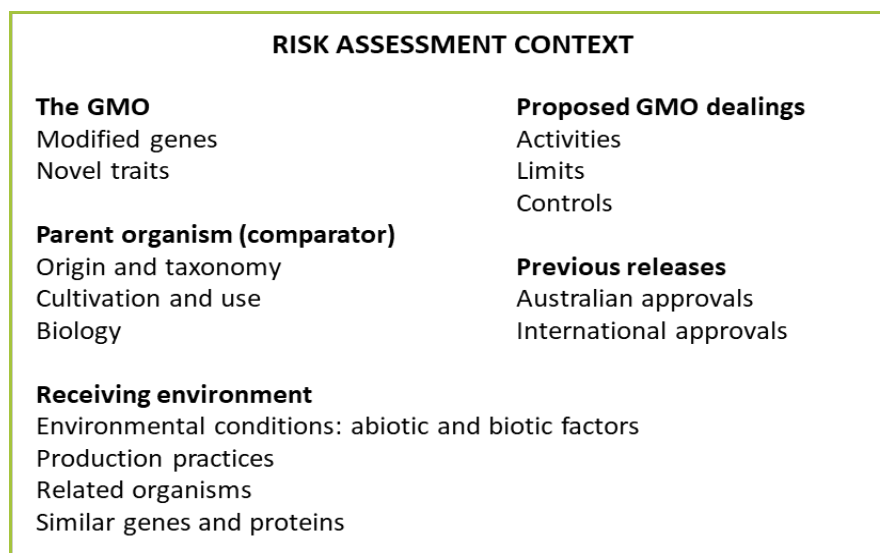 RISK ASSESSMENT CONTEXT
The GMO
Modified genes
Novel traits
Proposed GMO dealings
Activities
Limits
Controls
Parent organism (comparator)
Origin and taxonomy
Cultivation and use
Biology
Previous releases
Australian approvals
International approvals
Receiving environment
Environmental conditions: abiotic and biotic factors
Production practices
Related organisms
Similar genes and proteins